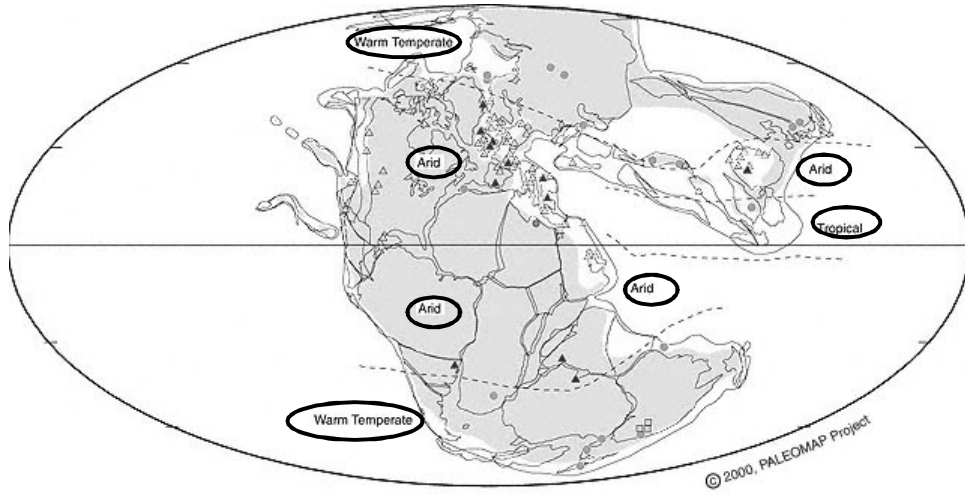 Warm Temperate
Arid
Arid
Tropical
Arid
Arid
Warm Temperate
© 2000, PALEOMAP Project